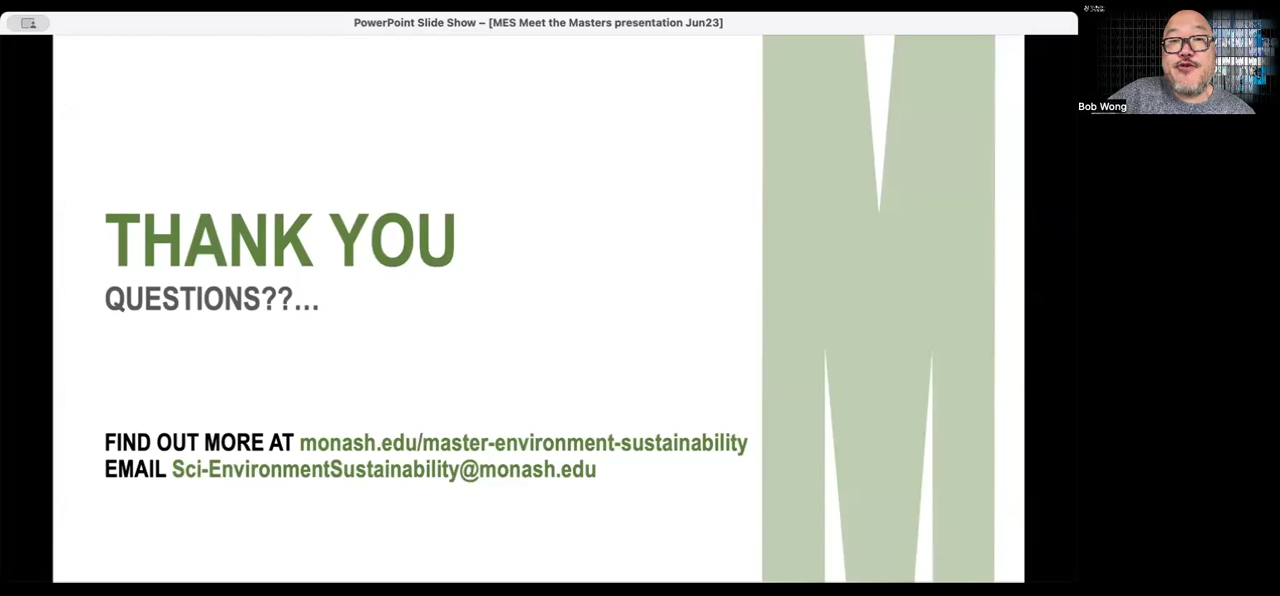 PowerPoint Slide Show – [MES Meet the Masters presentation Jun23]
Bob Wong
THANK YOU
QUESTIONS??...
FIND OUT MORE AT monash.edu/master-environment-sustainability
EMAIL Sci-EnvironmentSustainability@monash.edu